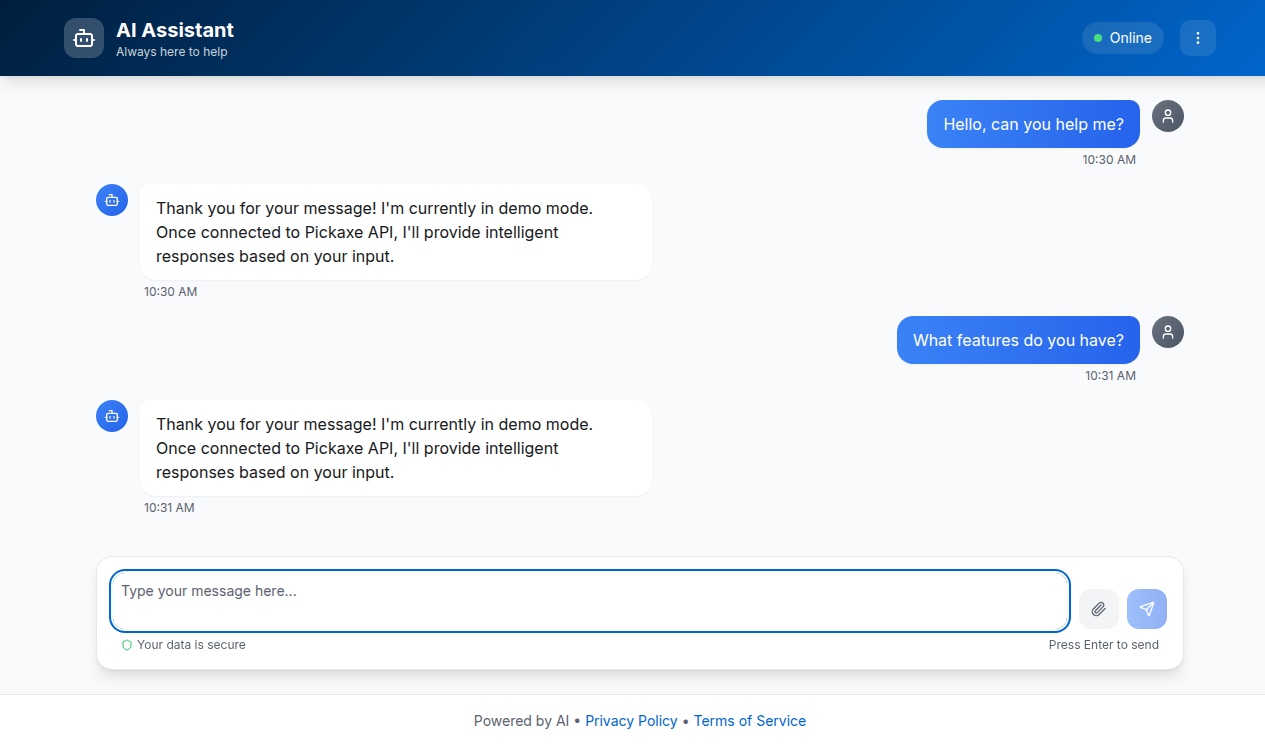 AI Assistant
Always here to help
Online
Hello, can you help me?
10:30 AM
Thank you for your message! I'm currently in demo mode.
Once connected to Pickaxe API, I'll provide intelligent
responses based on your input.
10:30 AM
What features do you have?
10:31 AM
Thank you for your message! I'm currently in demo mode.
Once connected to Pickaxe API, I'll provide intelligent
responses based on your input.
10:31 AM
Type your message here...
Your data is secure
Press Enter to send
Powered by AI • Privacy Policy • Terms of Service